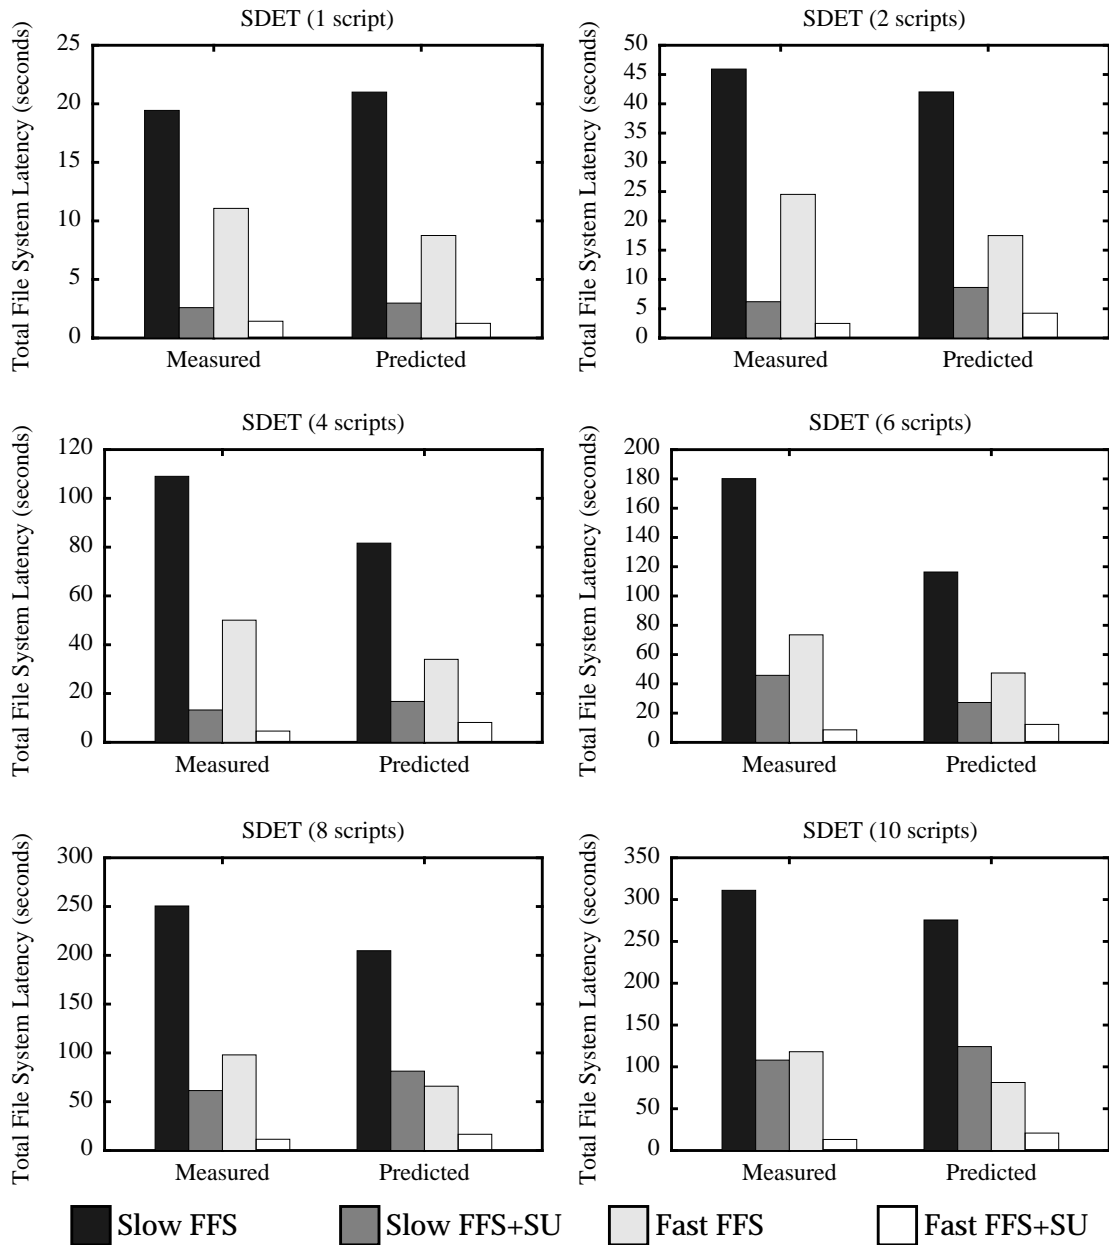 SDET (1 script)
Total File System Latency (seconds)
25
20
15
10
5
0
Measured Predicted
SDET (2 scripts)
Total File System Latency (seconds)
50
45
40
35
30
25
20
15
10
5
0
Measured Predicted
SDET (4 scripts)
Total File System Latency (seconds)
120
100
80
60
40
20
0
Measured Predicted
SDET (6 scripts)
Total File System Latency (seconds)
200
180
160
140
120
100
80
60
40
20
0
Measured Predicted
SDET (8 scripts)
Total File System Latency (seconds)
300
250
200
150
100
50
0
Measured Predicted
SDET (10 scripts)
Total File System Latency (seconds)
350
300
250
200
150
100
50
0
Measured Predicted
Slow FFS Slow FFS+SU Fast FFS Fast FFS+SU